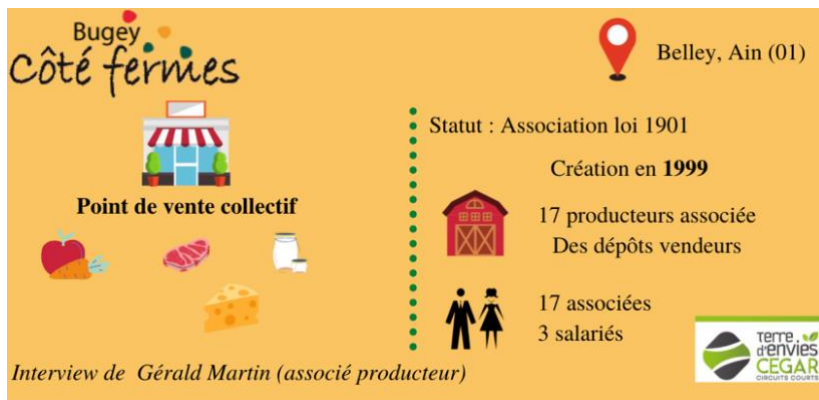 Bugey
Côté fermes
Point de vente collectif
Interview de Gérald Martin (associé producteur)
Belley, Ain (01)
Statut : Association loi 1901
Création en 1999
17 producteurs associée
Des dépôts vendeurs
17 associées
3 salariés
terre
d'envies
CEGAR
CIRCUITS COURTS